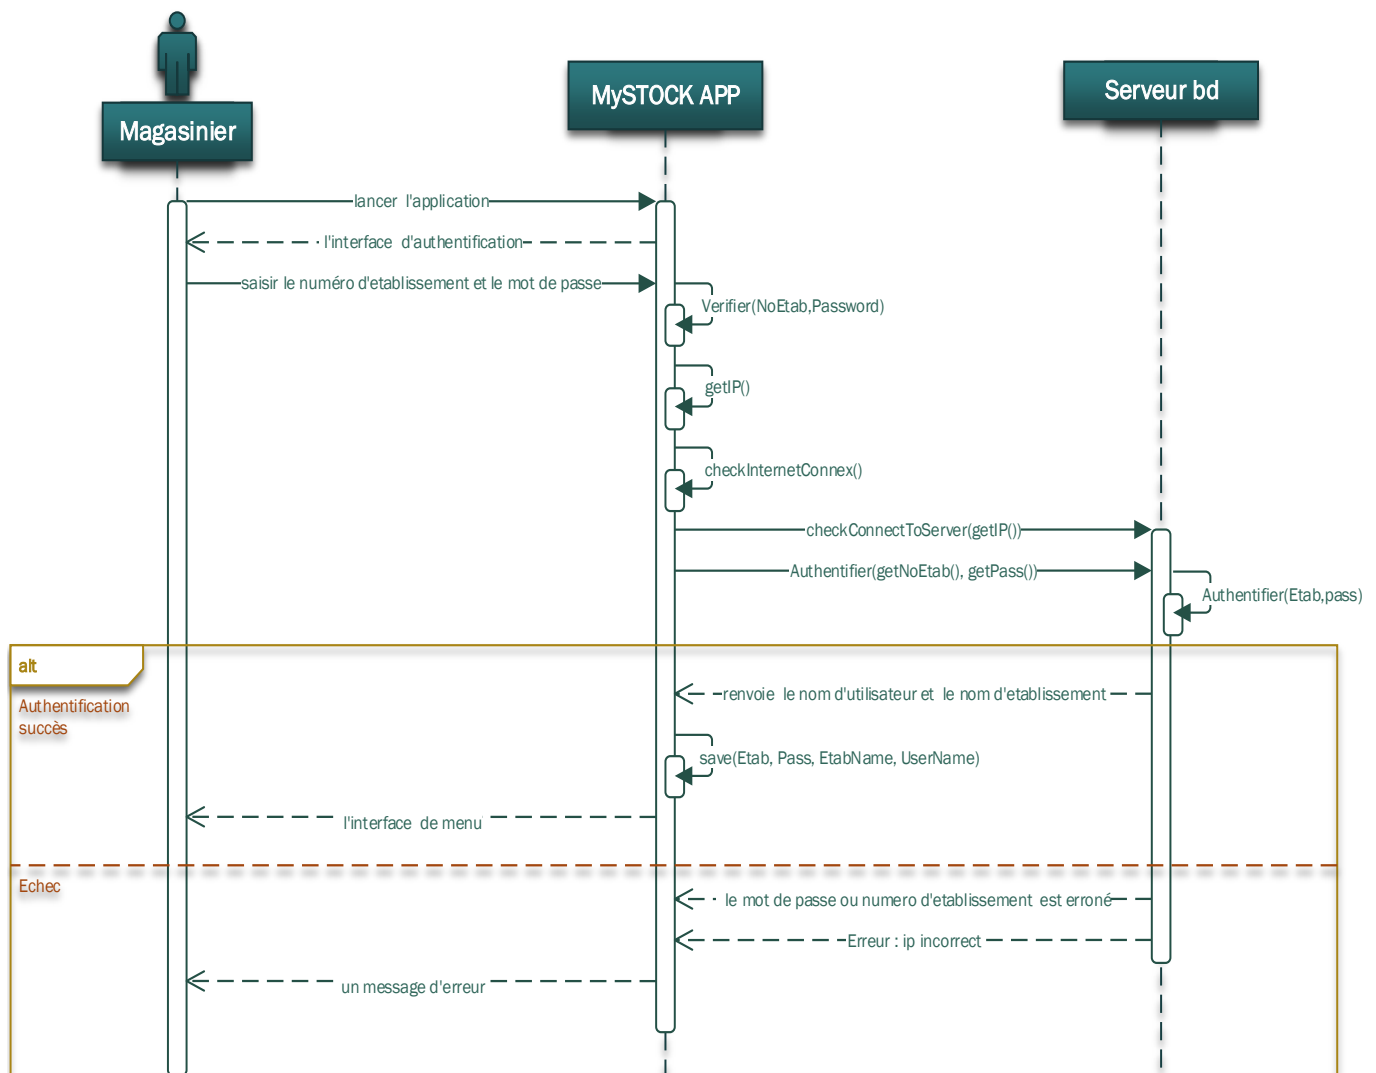 Magasinier
MySTOCK APP
Serveur bd
lancer l'application
l'interface d'authentification
saisir le numéro d'etablissement et le mot de passe
Verifier(NoEtab,Password)
getIP()
checkInternetConnex()
checkConnectToServer(getIP())
Authentifier(getNoEtab(), getPass())
Authentifier(Etab,pass)
alt
Authentification
succès
renvoie le nom d'utilisateur et le nom d'etablissement
save(Etab, Pass, EtabName, UserName)
l'interface de menu
Echec
le mot de passe ou numero d'etablissement est erroné
Erreur : ip incorrect
un message d'erreur